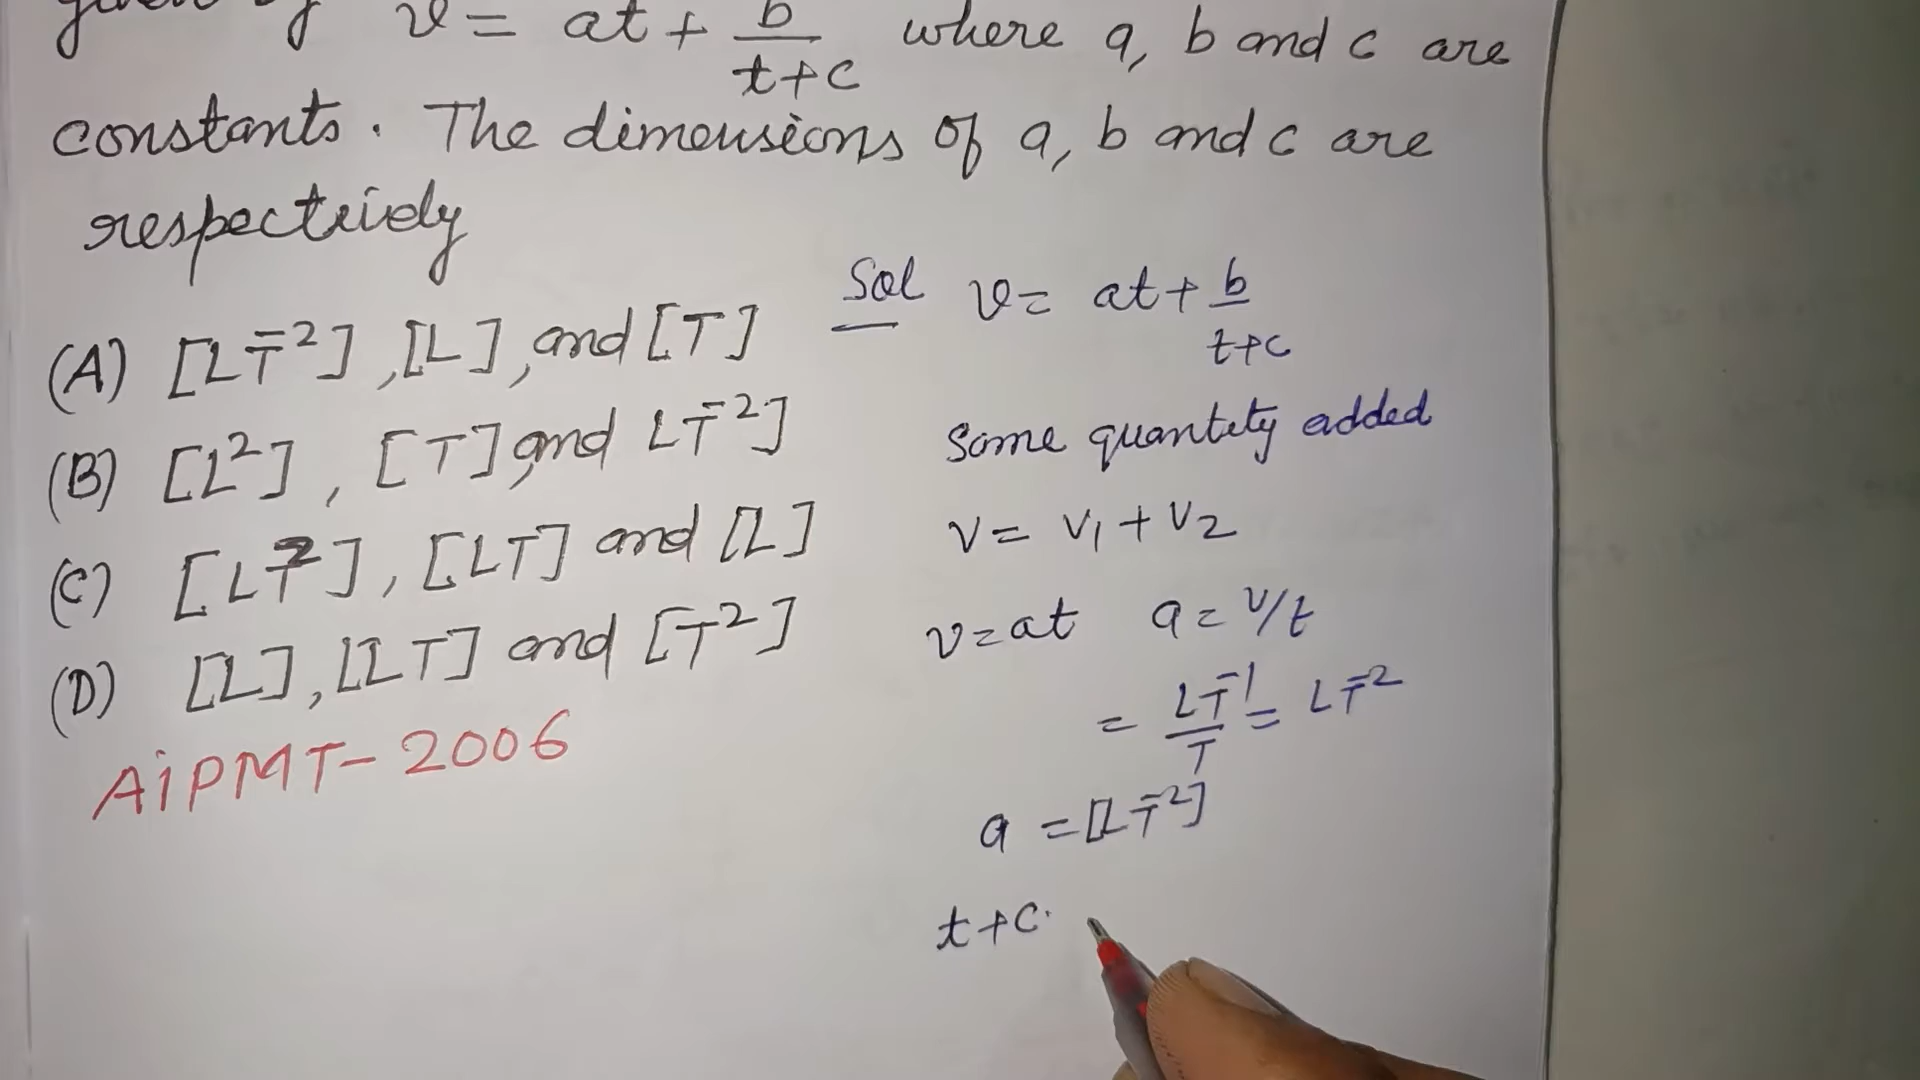 v = at + b/t+c where a, b and c are
constants. The dimensions of a, b and c are
respectively
(A) [LT⁻²], [L], and [T]
(B) [L²], [T] and LT⁻²]
(C) [LT²], [LT] and [L]
(D) [L], [LT] and [T²]
AiPMT-2006
Sol v = at + b/t+c
Same quantity added
V = V₁ + V₂
v = at a = v/t
= LT⁻¹/T = LT⁻²
a = [LT⁻²]
t+c